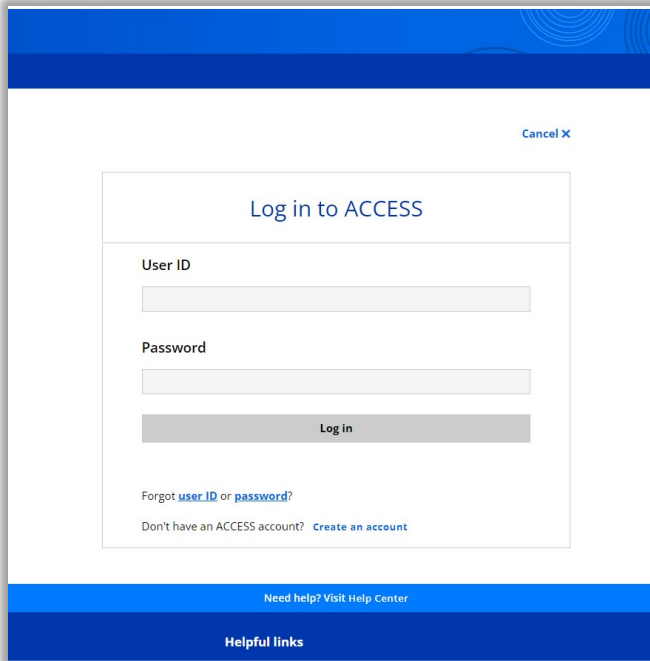 Cancel ×
Log in to ACCESS
User ID
Password
Log in
Forgot user ID or password?
Don't have an ACCESS account? Create an account
Need help? Visit Help Center
Helpful links